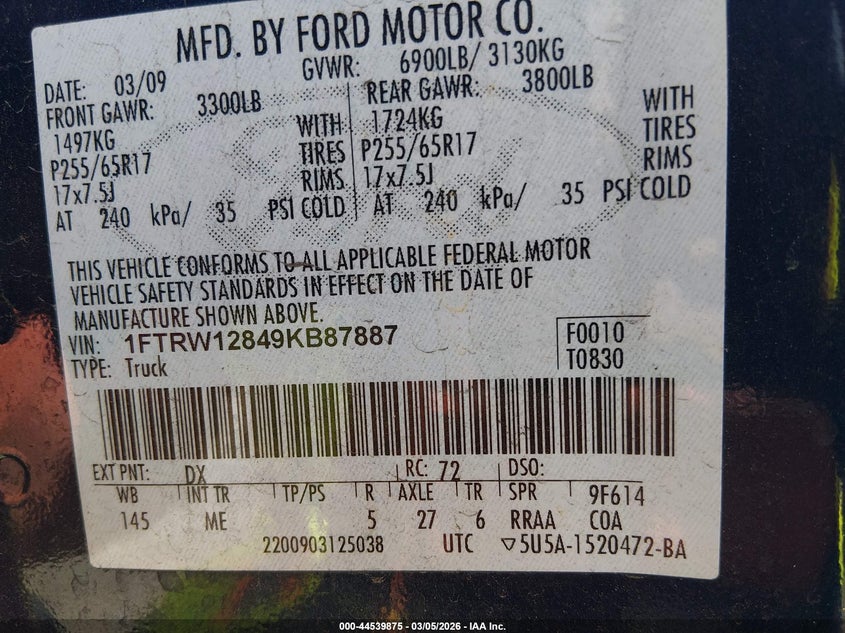 MFD. BY FORD MOTOR CO.
DATE: 03/09 GVWR: 6900LB/ 3130KG
FRONT GAWR: 3300LB REAR GAWR: 3800LB
1497KG WITH 1724KG WITH
P255/65R17 TIRES P255/65R17 TIRES
17x7.5J RIMS 17x7.5J RIMS
AT 240 kPa/ 35 PSI COLD AT 240 kPa/ 35 PSI COLD
THIS VEHICLE CONFORMS TO ALL APPLICABLE FEDERAL MOTOR
VEHICLE SAFETY STANDARDS IN EFFECT ON THE DATE OF
MANUFACTURE SHOWN ABOVE.
VIN: 1FTRW12849KB87887 F0010
TYPE: Truck T0830
EXT PNT: DX RC: 72 DSO:
WB INT TR TP/PS R AXLE TR SPR 9F614
145 ME 5 27 6 RRAA COA
2200903125038 UTC ▽5U5A-1520472-BA
000-44539875 — 03/05/2026 — IAA Inc.